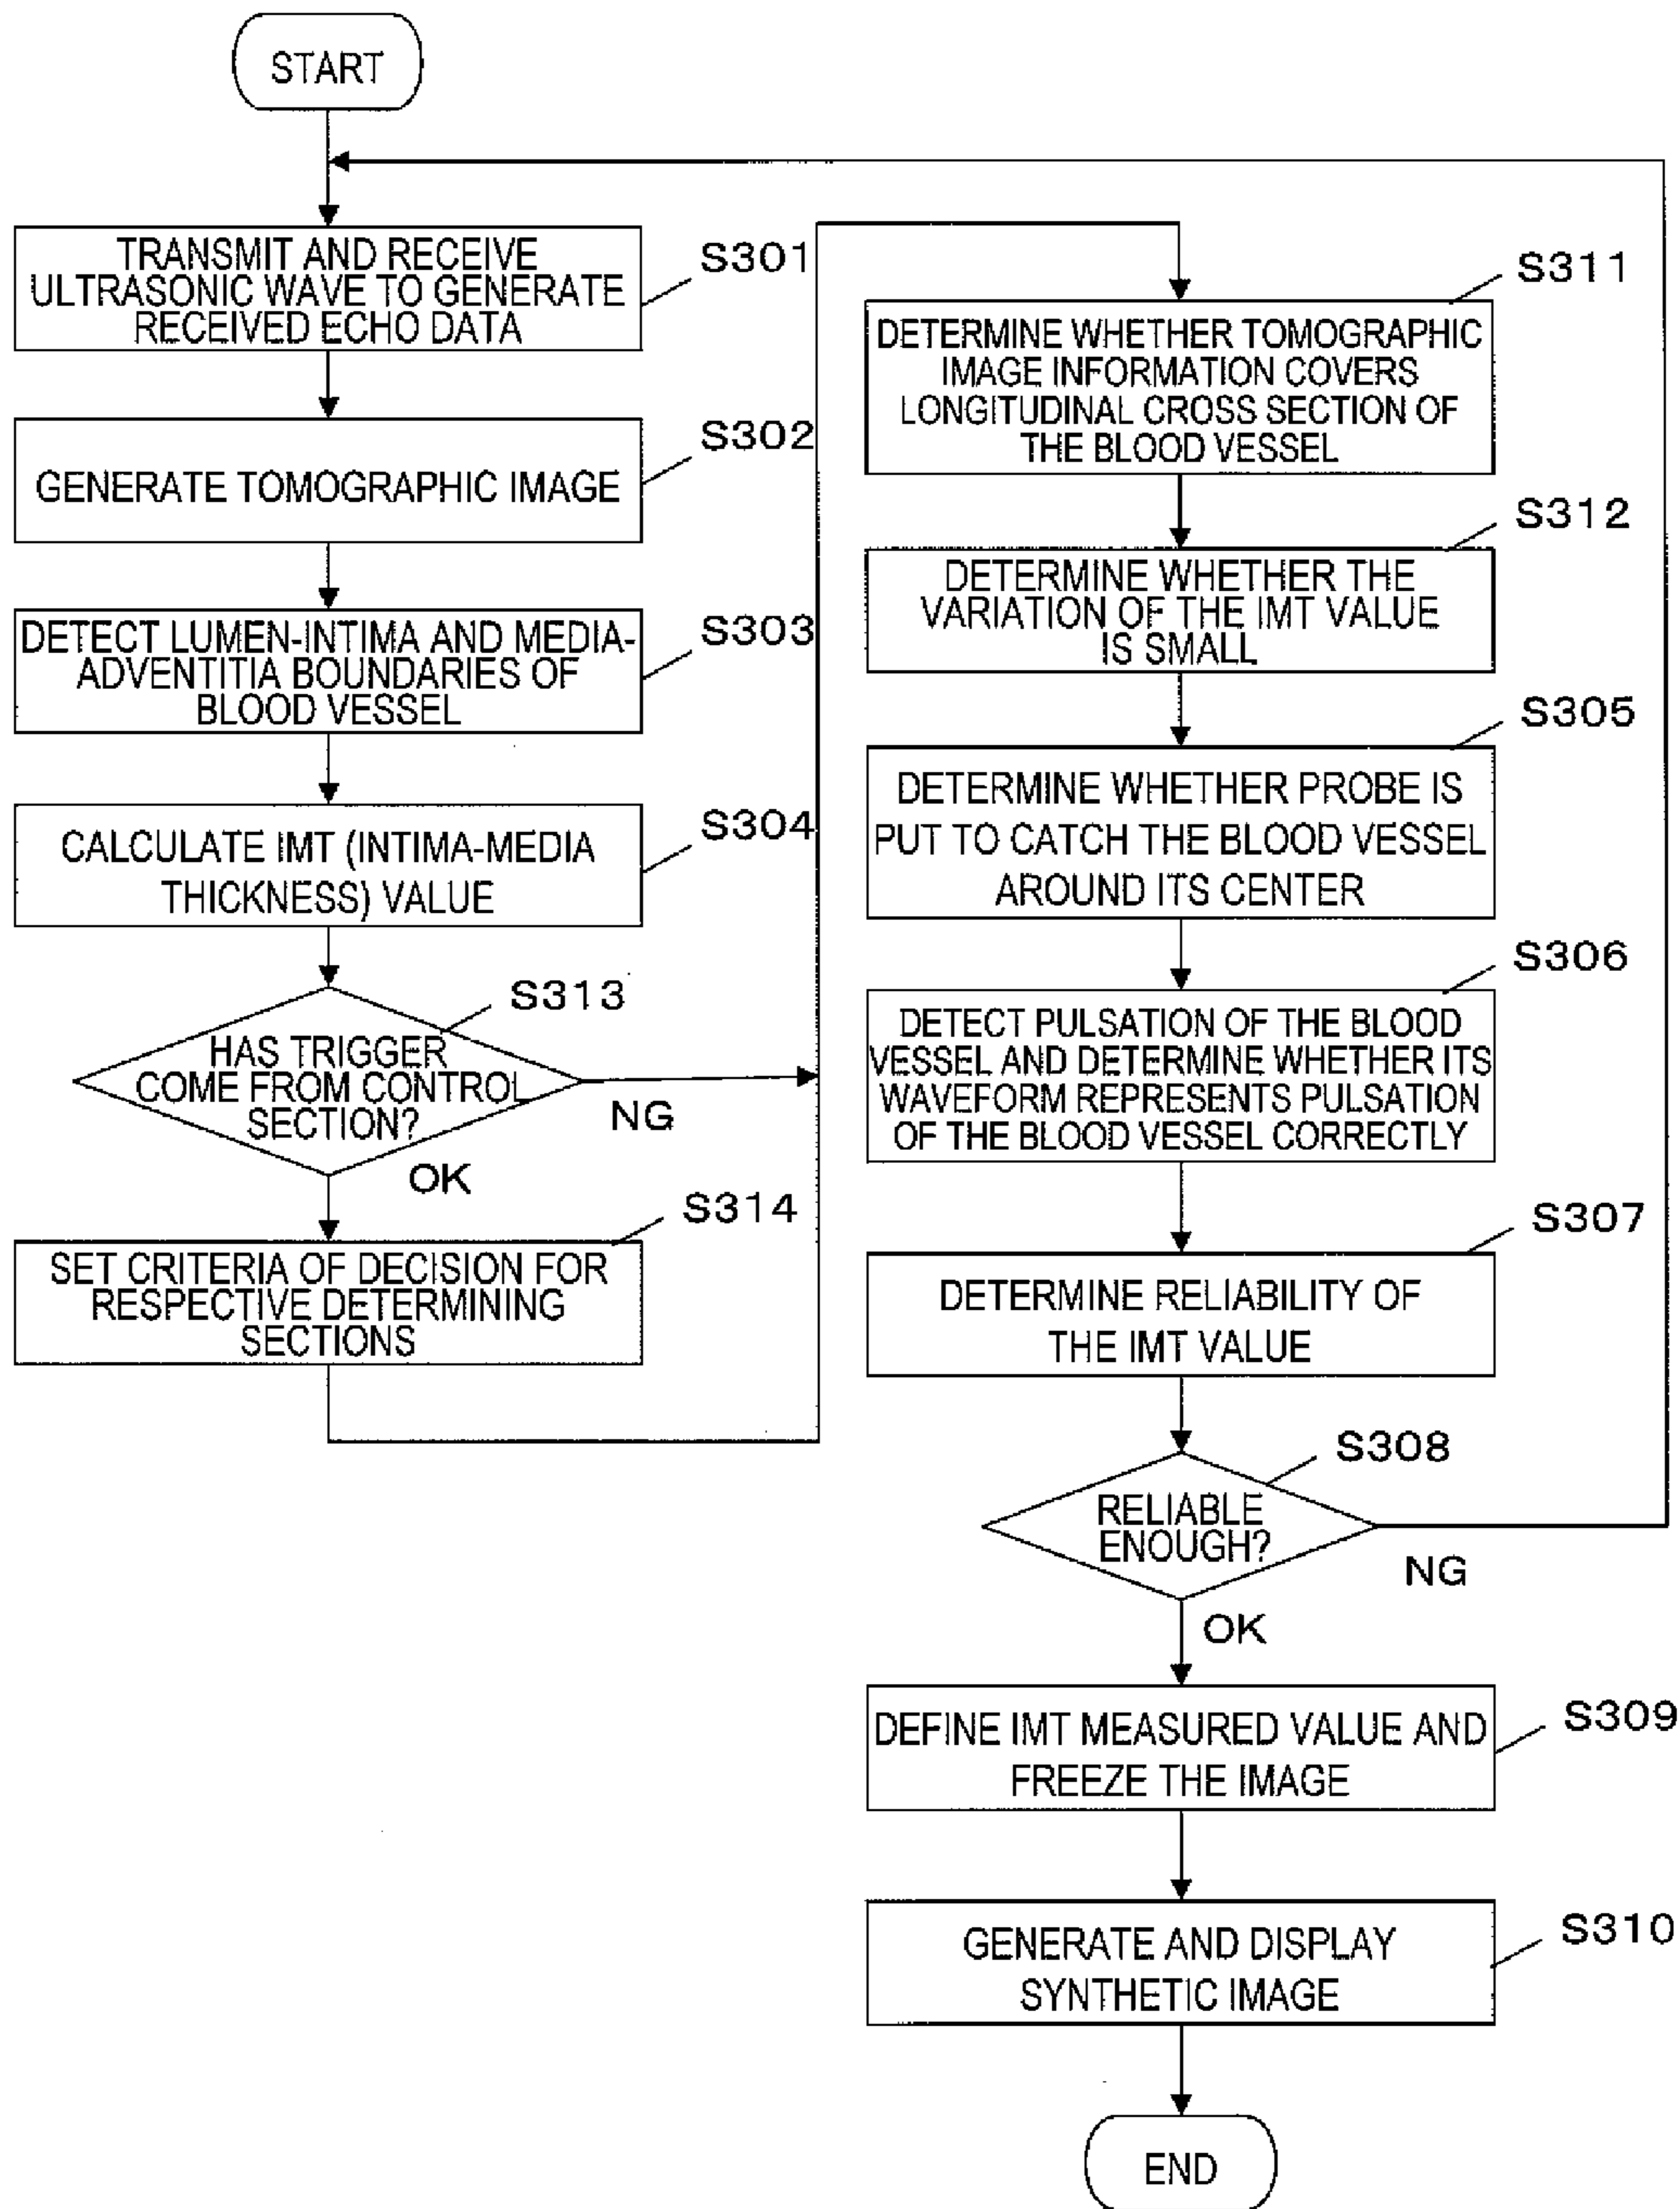 START
TRANSMIT AND RECEIVE
ULTRASONIC WAVE TO GENERATE
RECEIVED ECHO DATA
S301
GENERATE TOMOGRAPHIC IMAGE
S302
DETECT LUMEN-INTIMA AND MEDIA-
ADVENTITIA BOUNDARIES OF
BLOOD VESSEL
S303
CALCULATE IMT (INTIMA-MEDIA
THICKNESS) VALUE
S304
HAS TRIGGER
COME FROM CONTROL
SECTION?
S313
NG
OK
SET CRITERIA OF DECISION FOR
RESPECTIVE DETERMINING
SECTIONS
S314
DETERMINE WHETHER TOMOGRAPHIC
IMAGE INFORMATION COVERS
LONGITUDINAL CROSS SECTION OF
THE BLOOD VESSEL
S311
DETERMINE WHETHER THE
VARIATION OF THE IMT VALUE
IS SMALL
S312
DETERMINE WHETHER PROBE IS
PUT TO CATCH THE BLOOD VESSEL
AROUND ITS CENTER
S305
DETECT PULSATION OF THE BLOOD
VESSEL AND DETERMINE WHETHER ITS
WAVEFORM REPRESENTS PULSATION
OF THE BLOOD VESSEL CORRECTLY
S306
DETERMINE RELIABILITY OF
THE IMT VALUE
S307
RELIABLE
ENOUGH?
S308
NG
OK
DEFINE IMT MEASURED VALUE AND
FREEZE THE IMAGE
S309
GENERATE AND DISPLAY
SYNTHETIC IMAGE
S310
END